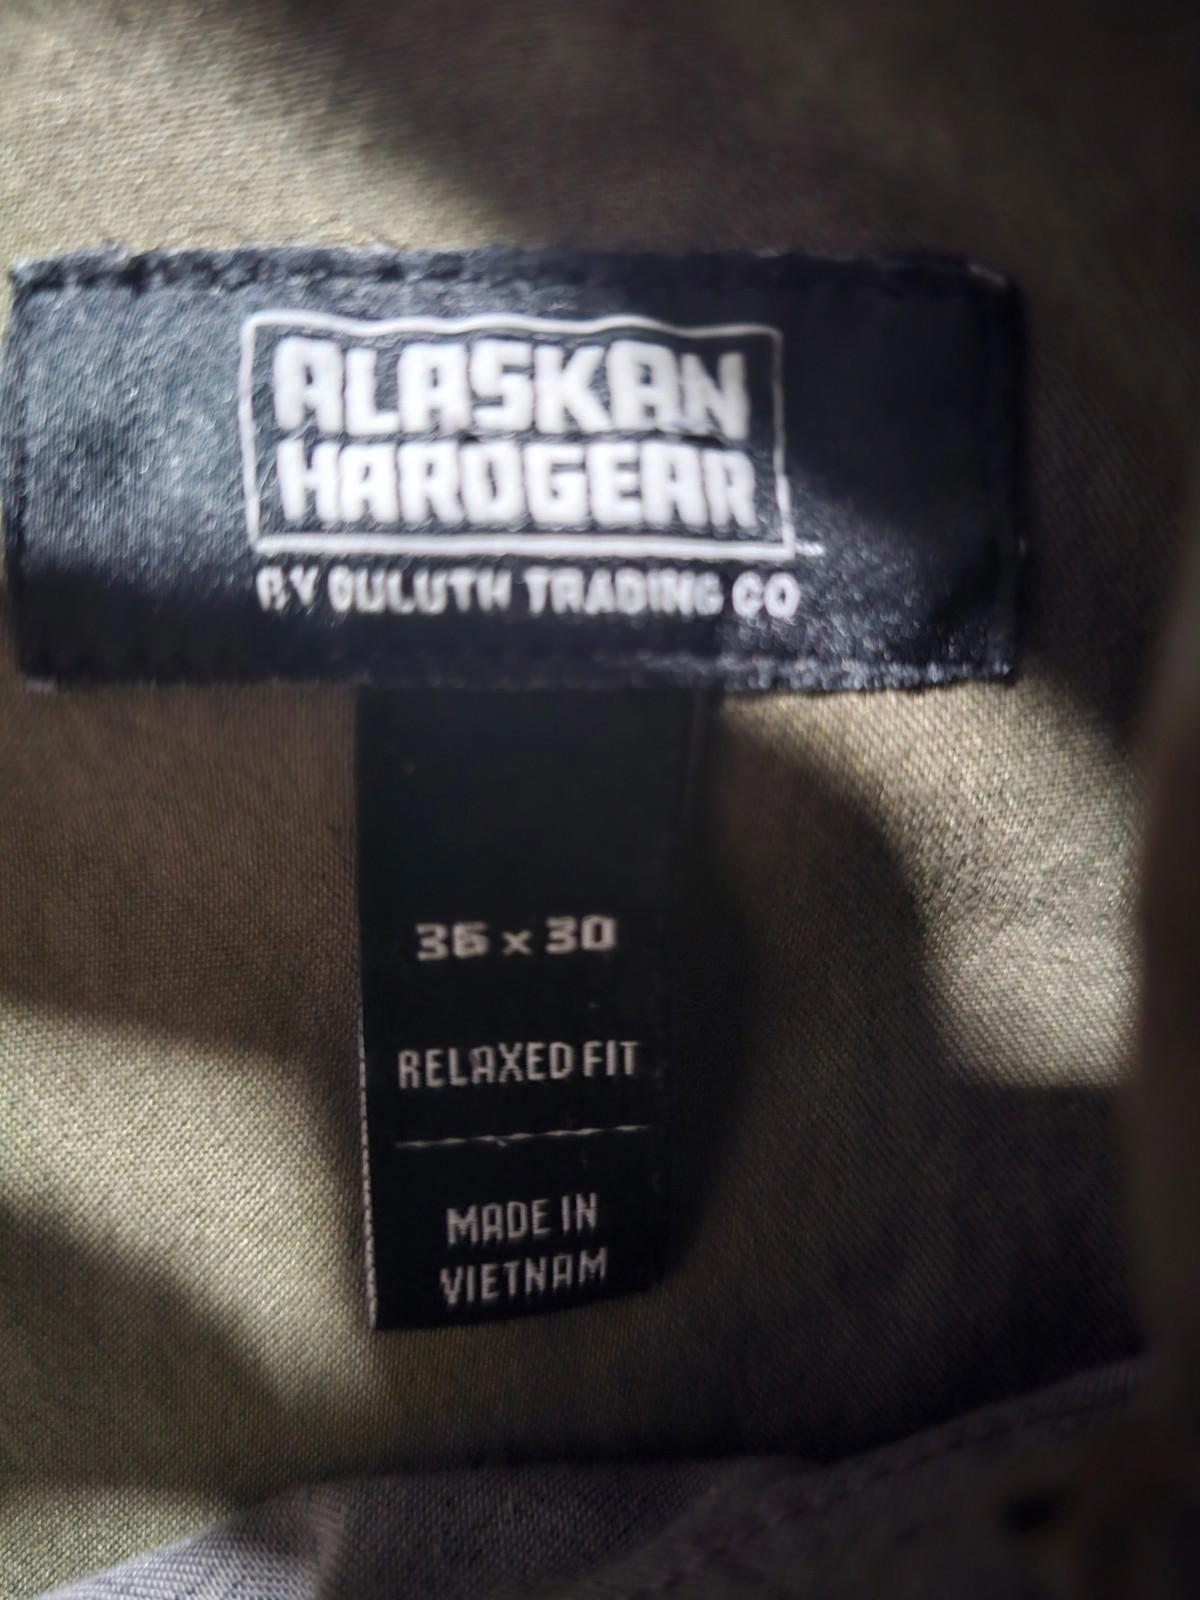 ALASKAN
HARDGEAR
BY DULUTH TRADING CO
36 x 30
RELAXED FIT
MADE IN
VIETNAM